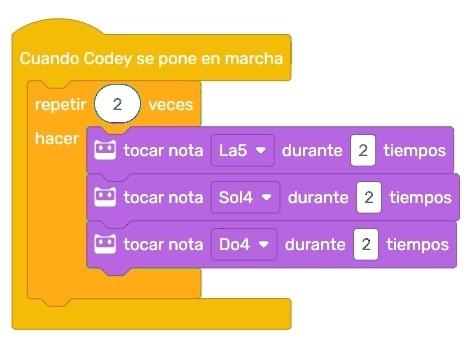 Cuando Codey se pone en marcha
repetir 2 veces
hacer
tocar nota La5 durante 2 tiempos
tocar nota Sol4 durante 2 tiempos
tocar nota Do4 durante 2 tiempos